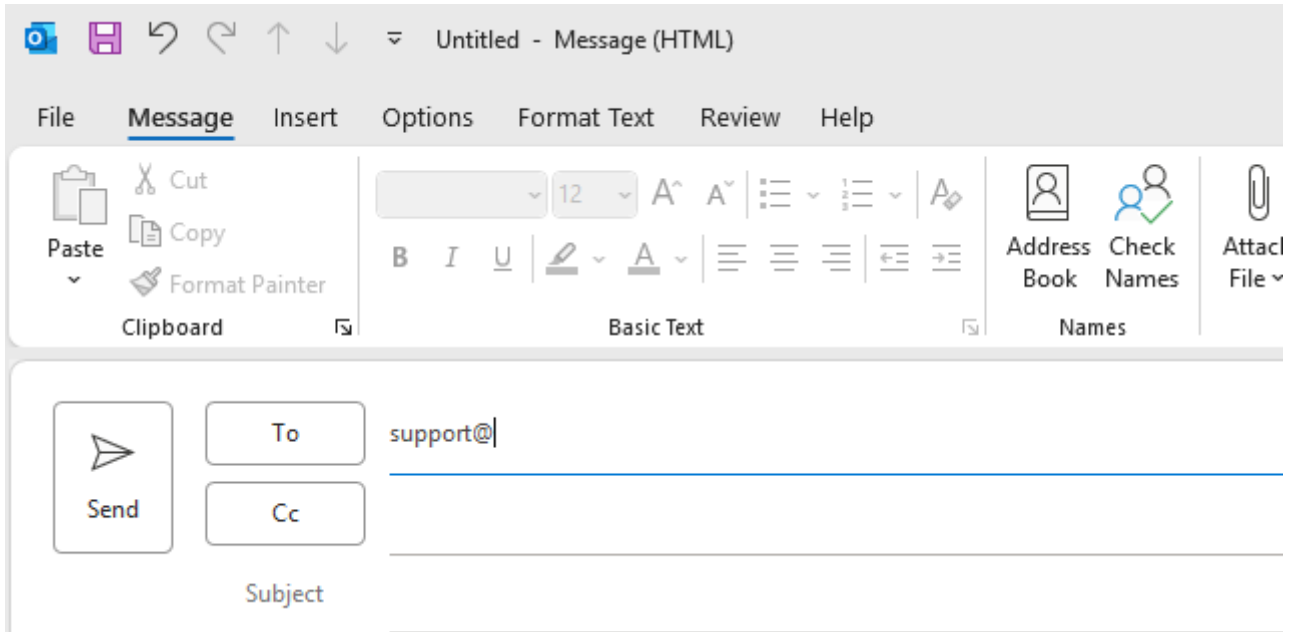 Untitled - Message (HTML)
File Message Insert Options Format Text Review Help
Cut
Copy
Format Painter
Paste
Clipboard
12
B I U A
Basic Text
Address Book
Check Names
Names
Attach
File
Send
To support@
Cc
Subject